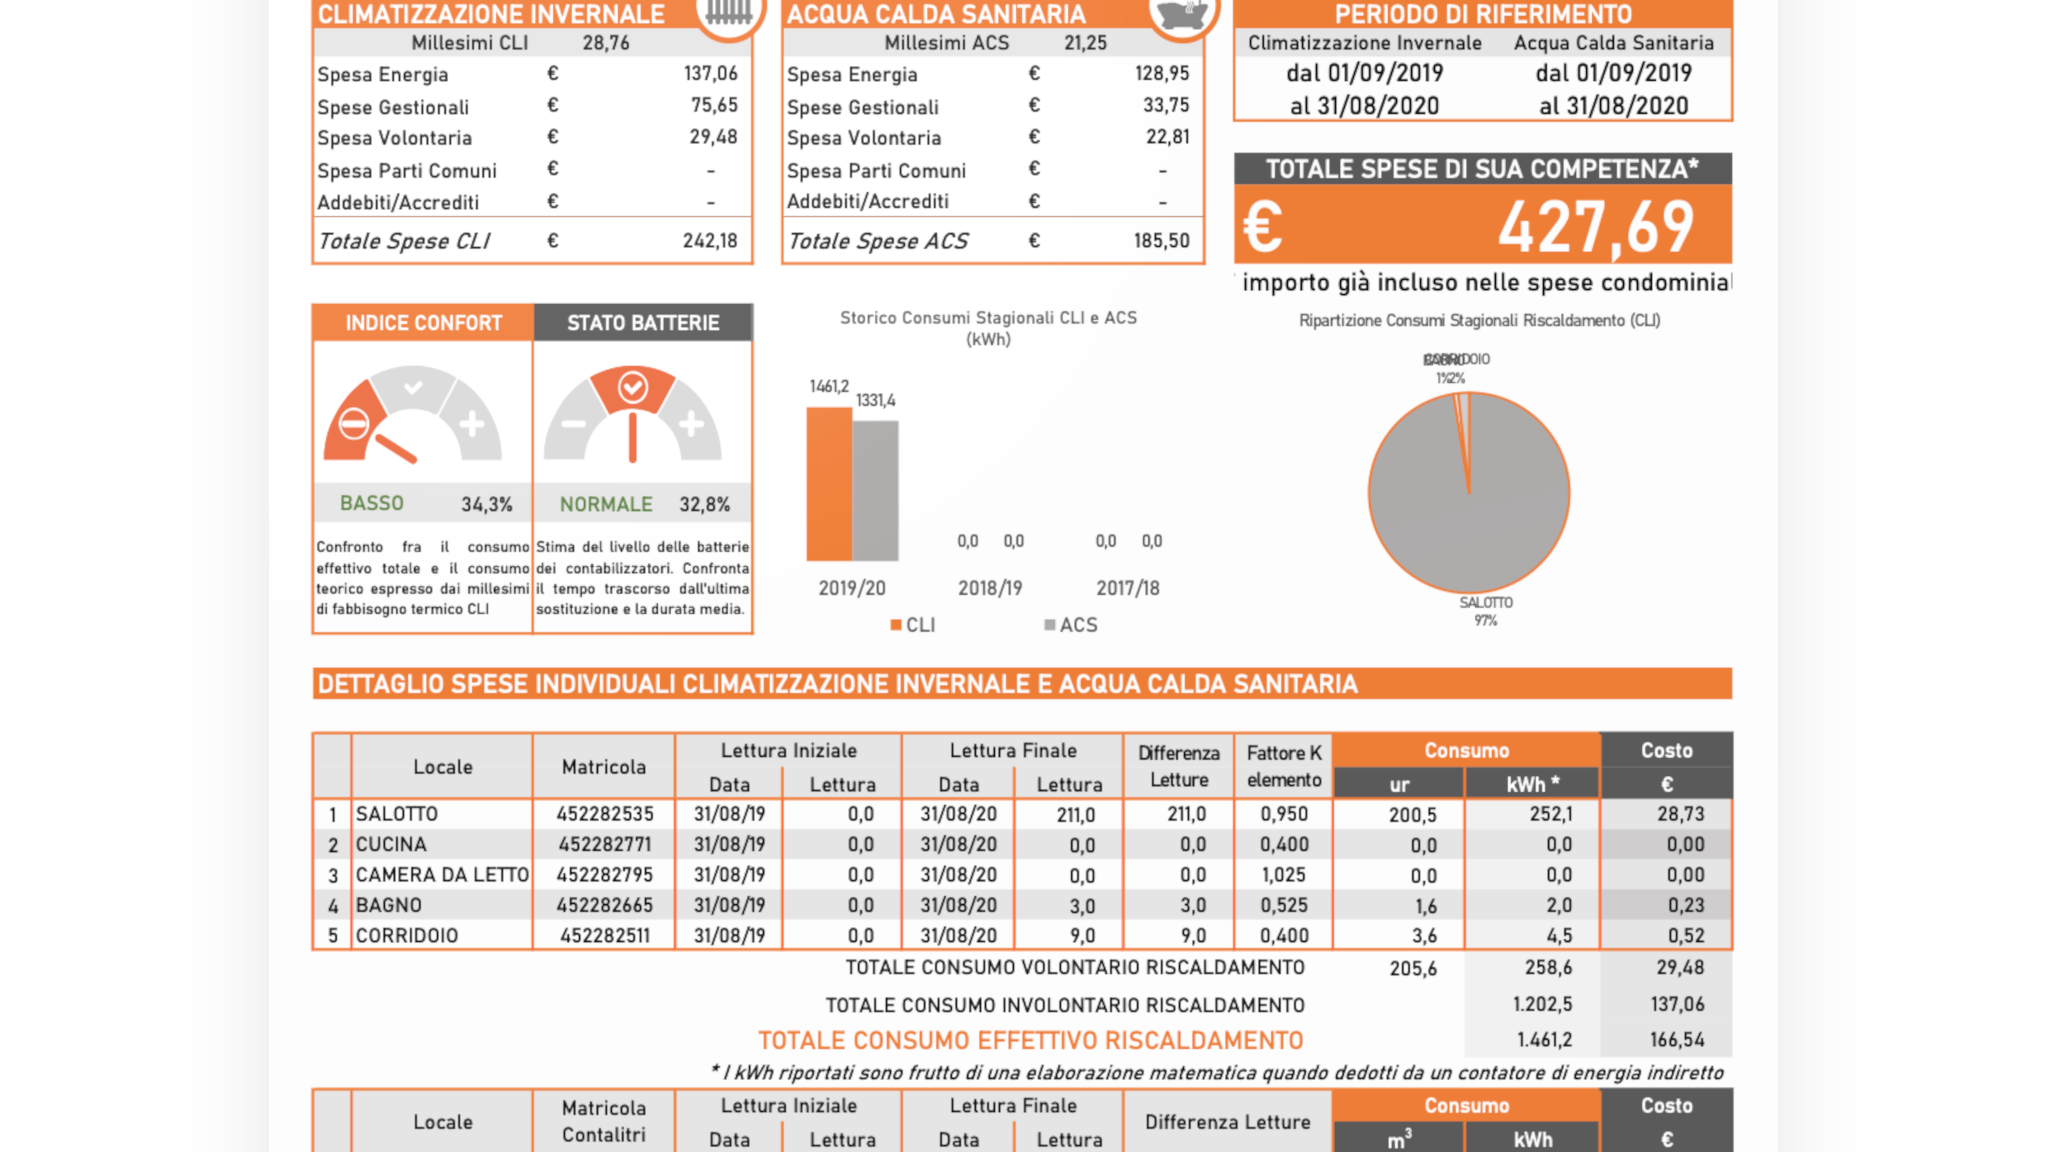 CLIMATIZZAZIONE INVERNALE
Millesimi CLI 28,76
Spesa Energia € 137,06
Spese Gestionali € 75,65
Spesa Volontaria € 29,48
Spesa Parti Comuni € -
Addebiti/Accrediti € -
Totale Spese CLI € 242,18
ACQUA CALDA SANITARIA
Millesimi ACS 21,25
Spesa Energia € 128,95
Spese Gestionali € 33,75
Spesa Volontaria € 22,81
Spesa Parti Comuni € -
Addebiti/Accrediti € -
Totale Spese ACS € 185,50
PERIODO DI RIFERIMENTO
Climatizzazione Invernale Acqua Calda Sanitaria
dal 01/09/2019 dal 01/09/2019
al 31/08/2020 al 31/08/2020
TOTALE SPESE DI SUA COMPETENZA*
€ 427,69
importo già incluso nelle spese condominial
INDICE CONFORT
BASSO 34,3%
Confronto fra il consumo
effettivo totale e il consumo
teorico espresso dai millesimi
di fabbisogno termico CLI
STATO BATTERIE
NORMALE 32,8%
Stima del livello delle batterie
dei contabilizzatori. Confronta
il tempo trascorso dall'ultima
sostituzione e la durata media.
Storico Consumi Stagionali CLI e ACS
(kWh)
1461,2
1331,4
0,0 0,0 0,0 0,0
2019/20 2018/19 2017/18
CLI ACS
Ripartizione Consumi Stagionali Riscaldamento (CLI)
CORRIDOIO
1% 2%
SALOTTO
97%
DETTAGLIO SPESE INDIVIDUALI CLIMATIZZAZIONE INVERNALE E ACQUA CALDA SANITARIA
Locale Matricola Lettura Iniziale Lettura Finale Differenza Letture Fattore K elemento Consumo Costo
Data Lettura Data Lettura ur kWh * €
1 SALOTTO 452282535 31/08/19 0,0 31/08/20 211,0 211,0 0,950 200,5 252,1 28,73
2 CUCINA 452282771 31/08/19 0,0 31/08/20 0,0 0,0 0,400 0,0 0,0 0,00
3 CAMERA DA LETTO 452282795 31/08/19 0,0 31/08/20 0,0 0,0 1,025 0,0 0,0 0,00
4 BAGNO 452282665 31/08/19 0,0 31/08/20 3,0 3,0 0,525 1,6 2,0 0,23
5 CORRIDOIO 452282511 31/08/19 0,0 31/08/20 9,0 9,0 0,400 3,6 4,5 0,52
TOTALE CONSUMO VOLONTARIO RISCALDAMENTO 205,6 258,6 29,48
TOTALE CONSUMO INVOLONTARIO RISCALDAMENTO 1.202,5 137,06
TOTALE CONSUMO EFFETTIVO RISCALDAMENTO 1.461,2 166,54
* I kWh riportati sono frutto di una elaborazione matematica quando dedotti da un contatore di energia indiretto
Locale Matricola Contalitri Lettura Iniziale Lettura Finale Differenza Letture Consumo Costo
Data Lettura Data Lettura m³ kWh €